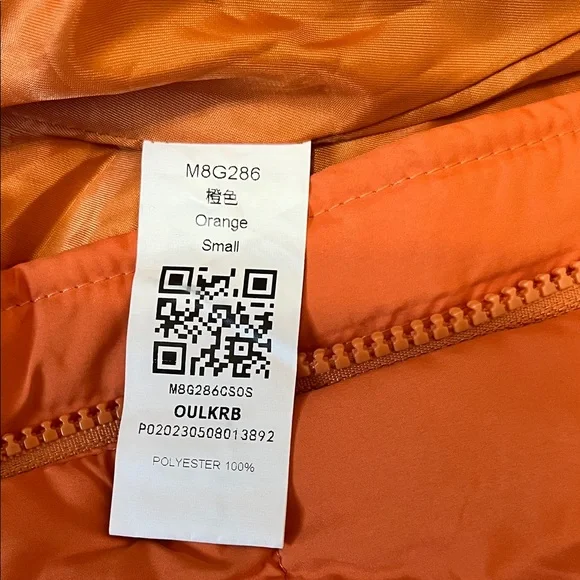 M8G286
橙色
Orange
Small
M8G286CSOS
OULKRB
P020230508013892
POLYESTER 100%